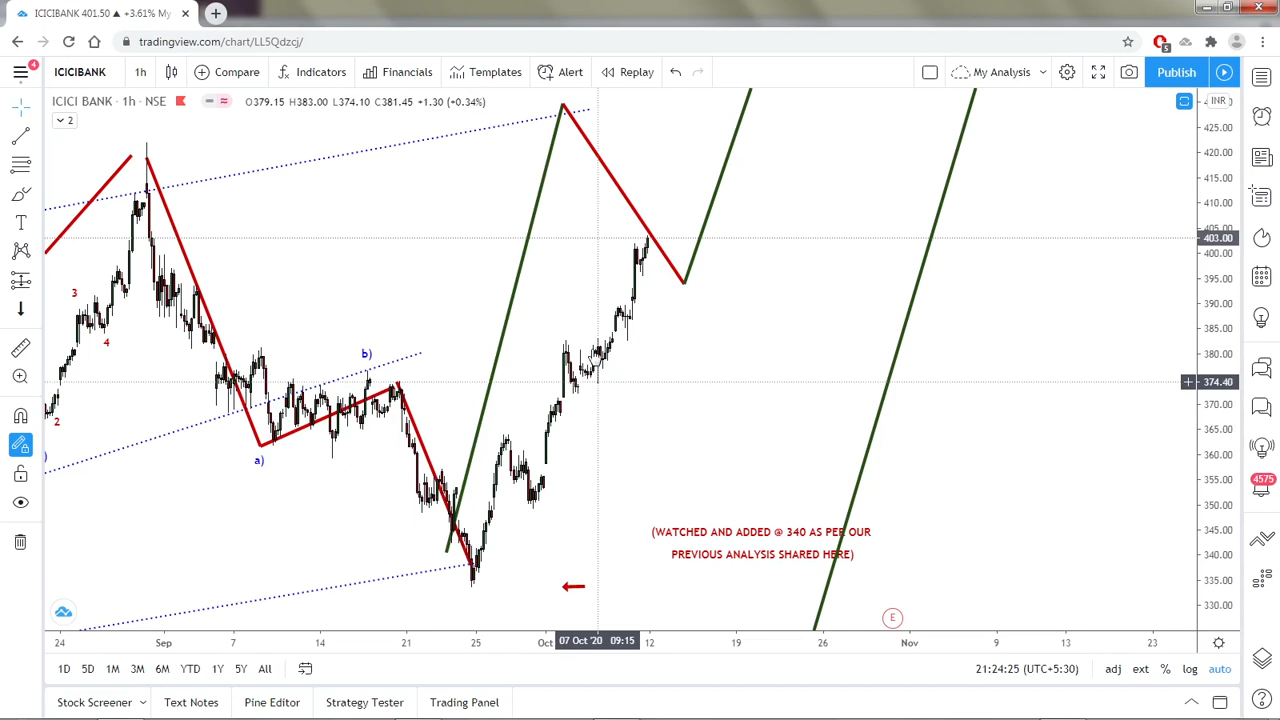 ICICIBANK 401.50 ▲ +3.61% My
tradingview.com/chart/LL5Qdzcj/
5
4
ICICIBANK
1h
Compare
Indicators
Financials
Templates
Alert
Replay
My Analysis
Publish
ICICI BANK · 1h · NSE
O379.15 H383.00 L374.10 C381.45 +1.30 (+0.34%)
INR
2
425.00
420.00
415.00
410.00
405.00
403.00
400.00
395.00
390.00
385.00
380.00
374.40
370.00
365.00
360.00
355.00
350.00
345.00
340.00
335.00
330.00
3
4
2
b)
a)
(WATCHED AND ADDED @ 340 AS PER OUR
PREVIOUS ANALYSIS SHARED HERE)
E
4575
24
Sep
7
14
21
25
Oct
07 Oct '20 09:15
12
19
26
Nov
9
13
23
1D
5D
1M
3M
6M
YTD
1Y
5Y
All
21:24:25 (UTC+5:30)
adj
ext
%
log
auto
Stock Screener
Text Notes
Pine Editor
Strategy Tester
Trading Panel